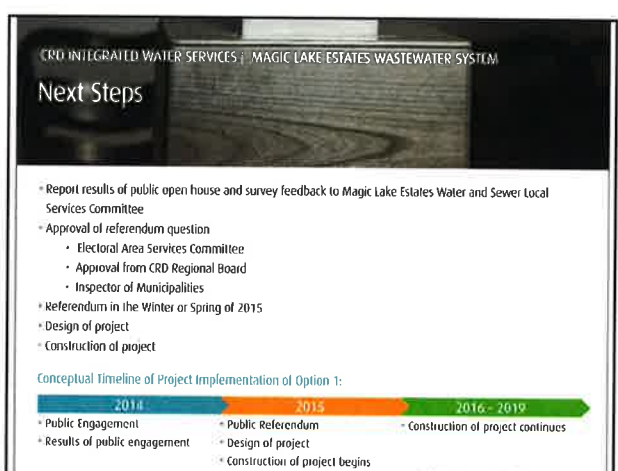 CRD INTEGRATED WATER SERVICES | MAGIC LAKE ESTATES WASTEWATER SYSTEM
Next Steps
• Report results of public open house and survey feedback to Magic Lake Estates Water and Sewer Local
Services Committee
• Approval of referendum question
• Electoral Area Services Committee
• Approval from CRD Regional Board
• Inspector of Municipalities
• Referendum in the Winter or Spring of 2015
• Design of project
• Construction of project
Conceptual Timeline of Project Implementation of Option 1:
2014 2015 2016 - 2019
• Public Engagement • Public Referendum • Construction of project continues
• Results of public engagement • Design of project
• Construction of project begins